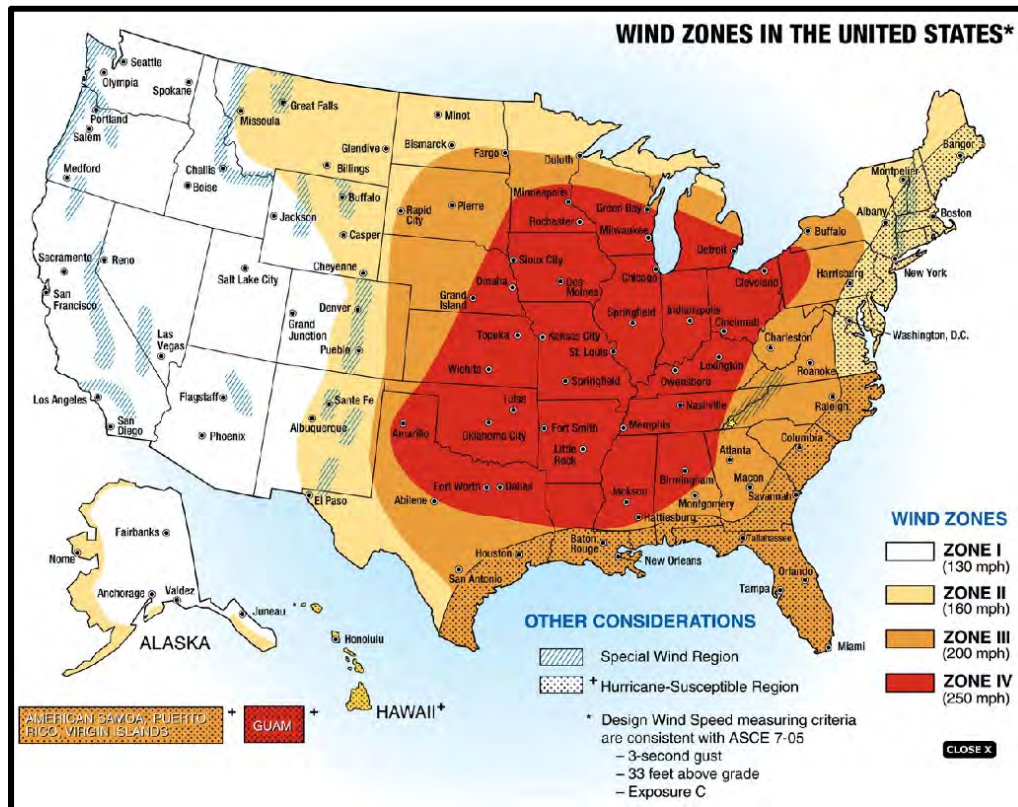 WIND ZONES IN THE UNITED STATES*
Seattle
Olympia
Spokane
Portland
Salem
Medford
Great Falls
Missoula
Challis
Boise
Glendive
Billings
Buffalo
Jackson
Casper
Cheyenne
Minot
Bismarck
Fargo
Duluth
Rapid City
Pierre
Minneapolis
Rochester
Green Bay
Milwaukee
Detroit
Buffalo
Albany
Montpelier
Bangor
Boston
New York
Harrisburg
Washington, D.C.
Sacramento
San Francisco
Reno
Las Vegas
Salt Lake City
Grand Junction
Denver
Pueblo
Grand Island
Omaha
Sioux City
Des Moines
Chicago
Cleveland
Springfield
Indianapolis
Cincinnati
Charleston
Roanoke
Raleigh
Topeka
Kansas City
St. Louis
Wichita
Springfield
Owensboro
Lexington
Nashville
Los Angeles
San Diego
Flagstaff
Phoenix
Sante Fe
Albuquerque
El Paso
Amarillo
Tulsa
Oklahoma City
Fort Smith
Little Rock
Memphis
Birmingham
Atlanta
Columbia
Macon
Savannah
Montgomery
Fort Worth
Dallas
Abilene
Jackson
Hattiesburg
Houston
San Antonio
Baton Rouge
New Orleans
Tallahassee
Orlando
Tampa
Miami
Fairbanks
Nome
Anchorage
Valdez
Juneau
ALASKA
Honolulu
HAWAII+
AMERICAN SAMOA, PUERTO
RICO, VIRGIN ISLANDS
+
GUAM
+
OTHER CONSIDERATIONS
Special Wind Region
+ Hurricane-Susceptible Region
* Design Wind Speed measuring criteria
are consistent with ASCE 7-05
– 3-second gust
– 33 feet above grade
– Exposure C
WIND ZONES
ZONE I
(130 mph)
ZONE II
(160 mph)
ZONE III
(200 mph)
ZONE IV
(250 mph)
CLOSE X